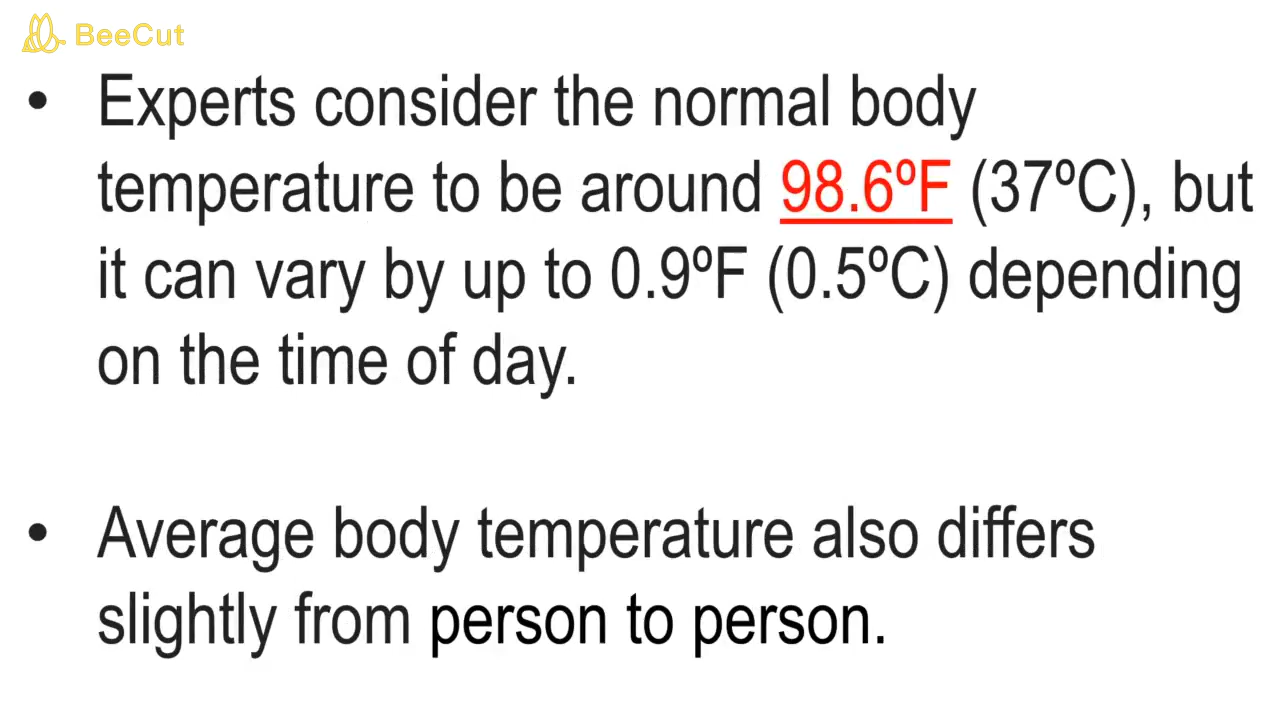 BeeCut
• Experts consider the normal body
temperature to be around 98.6ºF (37ºC), but
it can vary by up to 0.9ºF (0.5ºC) depending
on the time of day.
• Average body temperature also differs
slightly from person to person.